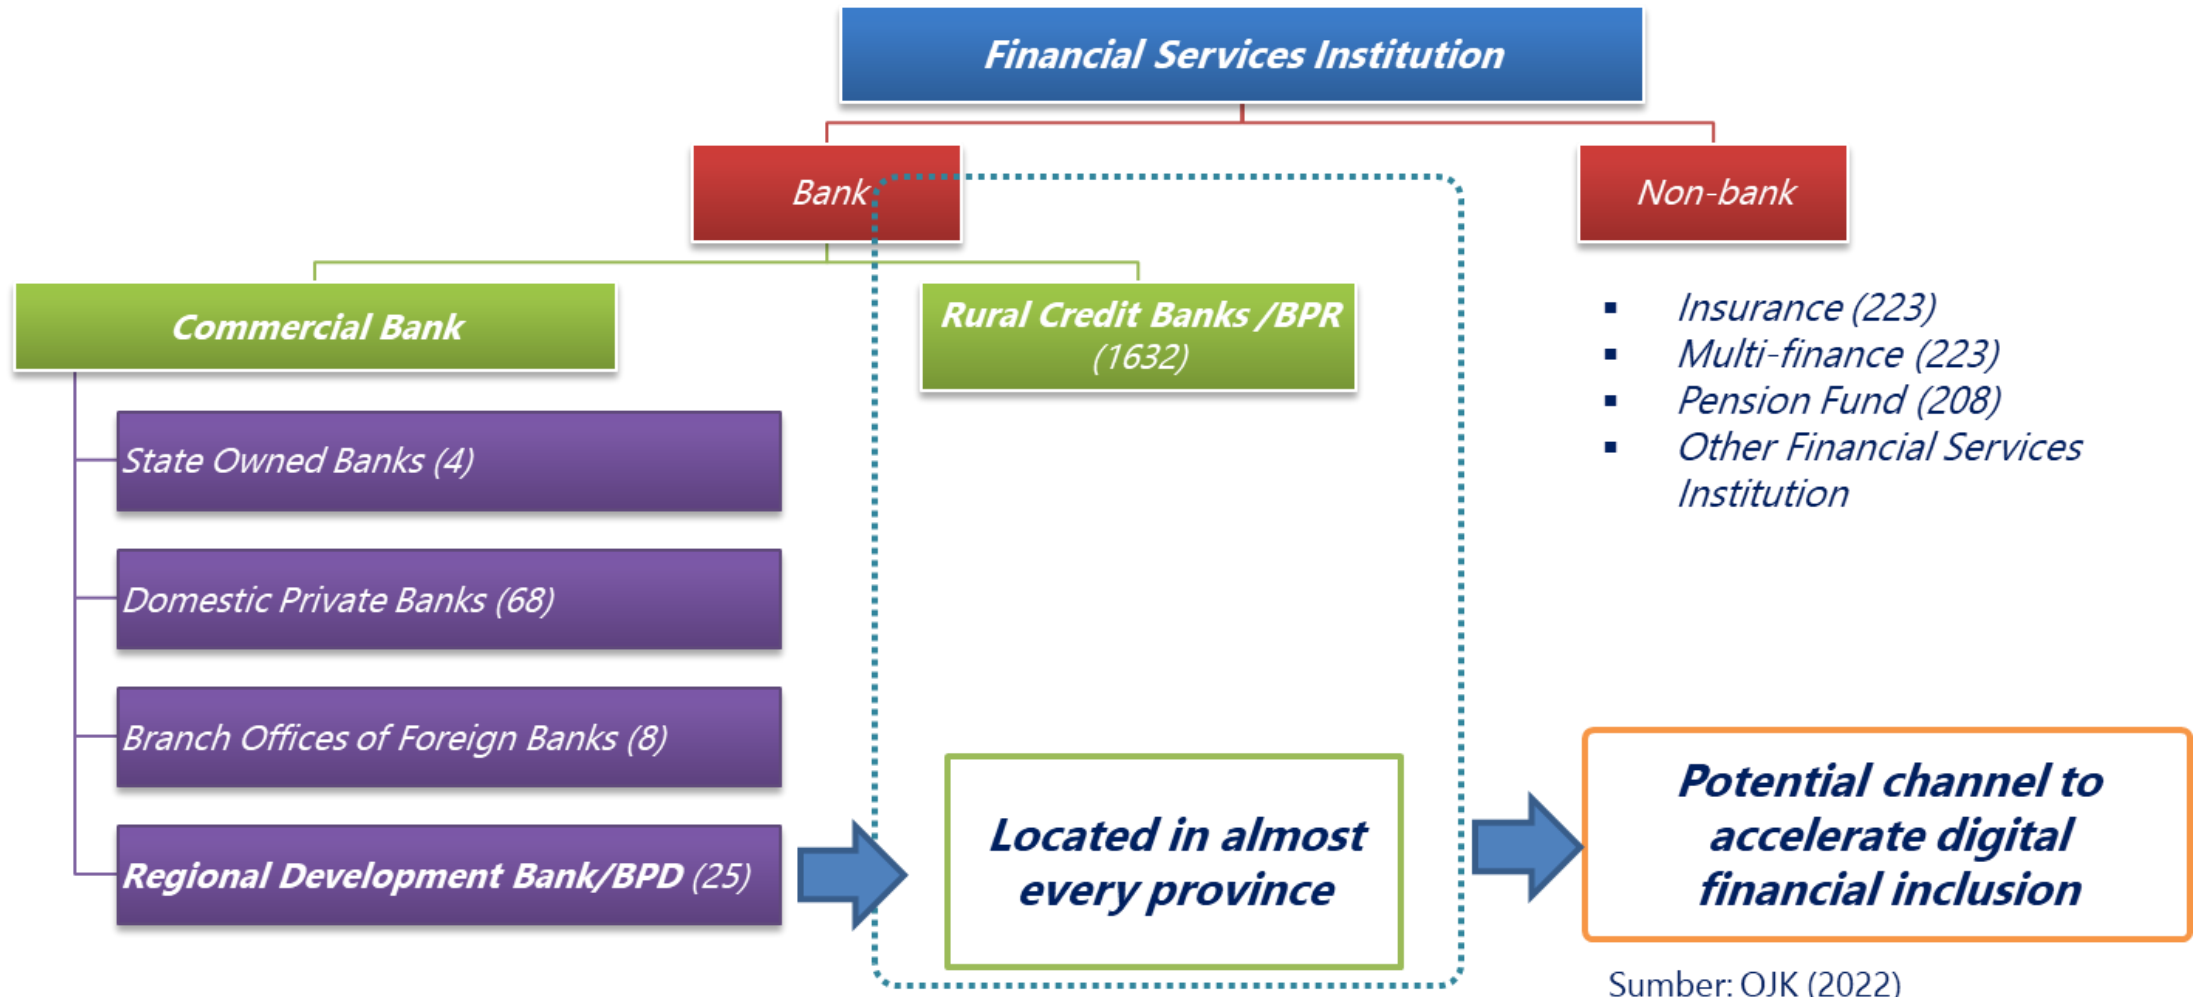 Financial Services Institution
Bank
Non-bank
Commercial Bank
Rural Credit Banks /BPR
(1632)
State Owned Banks (4)
Domestic Private Banks (68)
Branch Offices of Foreign Banks (8)
Regional Development Bank/BPD (25)
▪ Insurance (223)
▪ Multi-finance (223)
▪ Pension Fund (208)
▪ Other Financial Services
Institution
Located in almost
every province
Potential channel to
accelerate digital
financial inclusion
Sumber: OJK (2022)